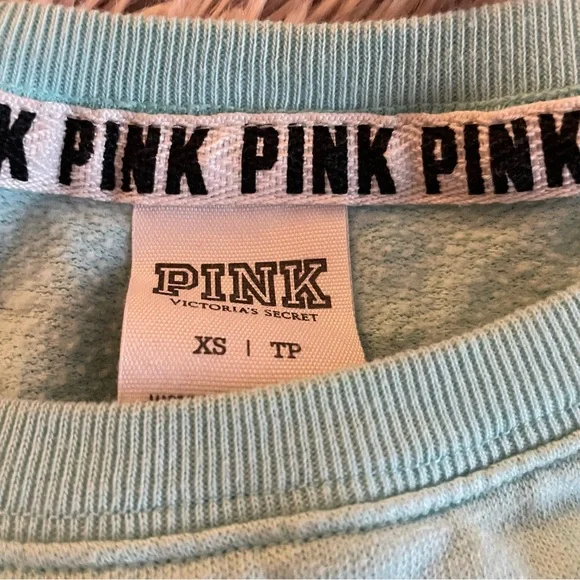 K PINK PINK PINK
PINK
VICTORIA'S SECRET
XS | TP